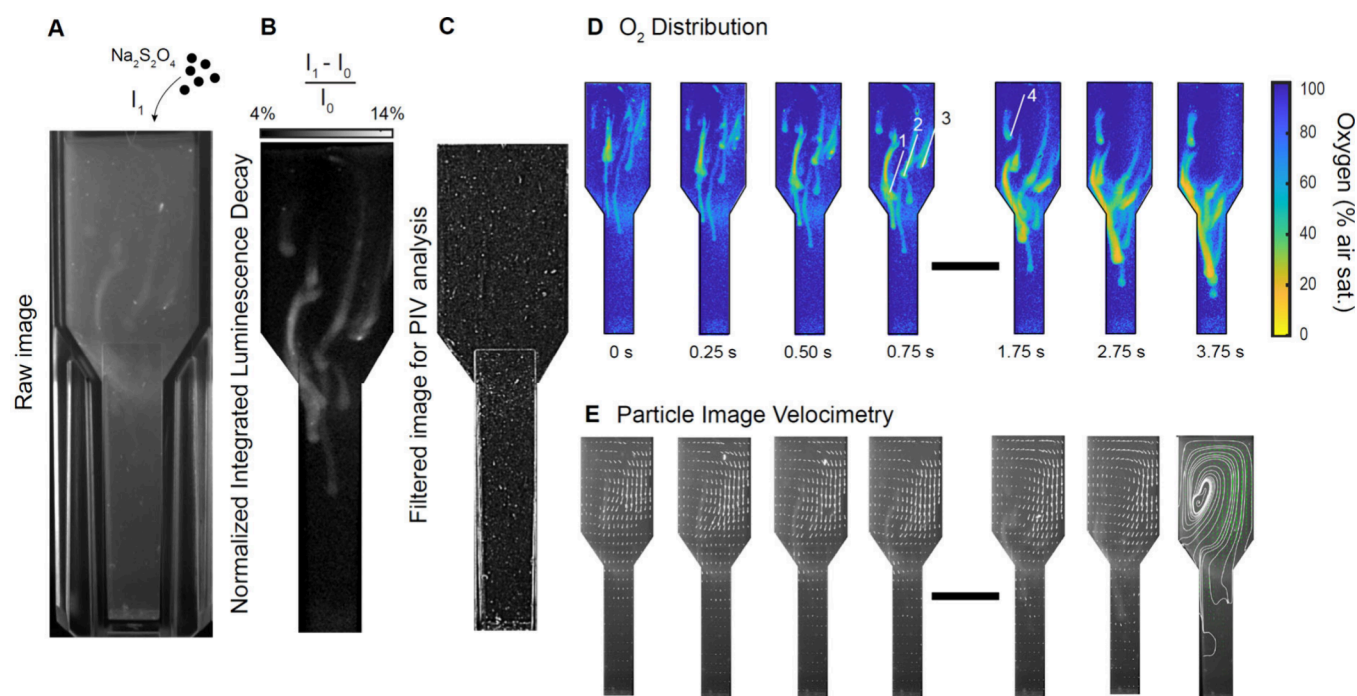 A
Na₂S₂O₄
I₁
Raw image
B
I₁ - I₀
I₀
4%
14%
Normalized Integrated Luminescence Decay
C
Filtered image for PIV analysis
D O₂ Distribution
1
2
3
4
0 s
0.25 s
0.50 s
0.75 s
1.75 s
2.75 s
3.75 s
100
80
60
40
20
0
Oxygen (% air sat.)
E Particle Image Velocimetry